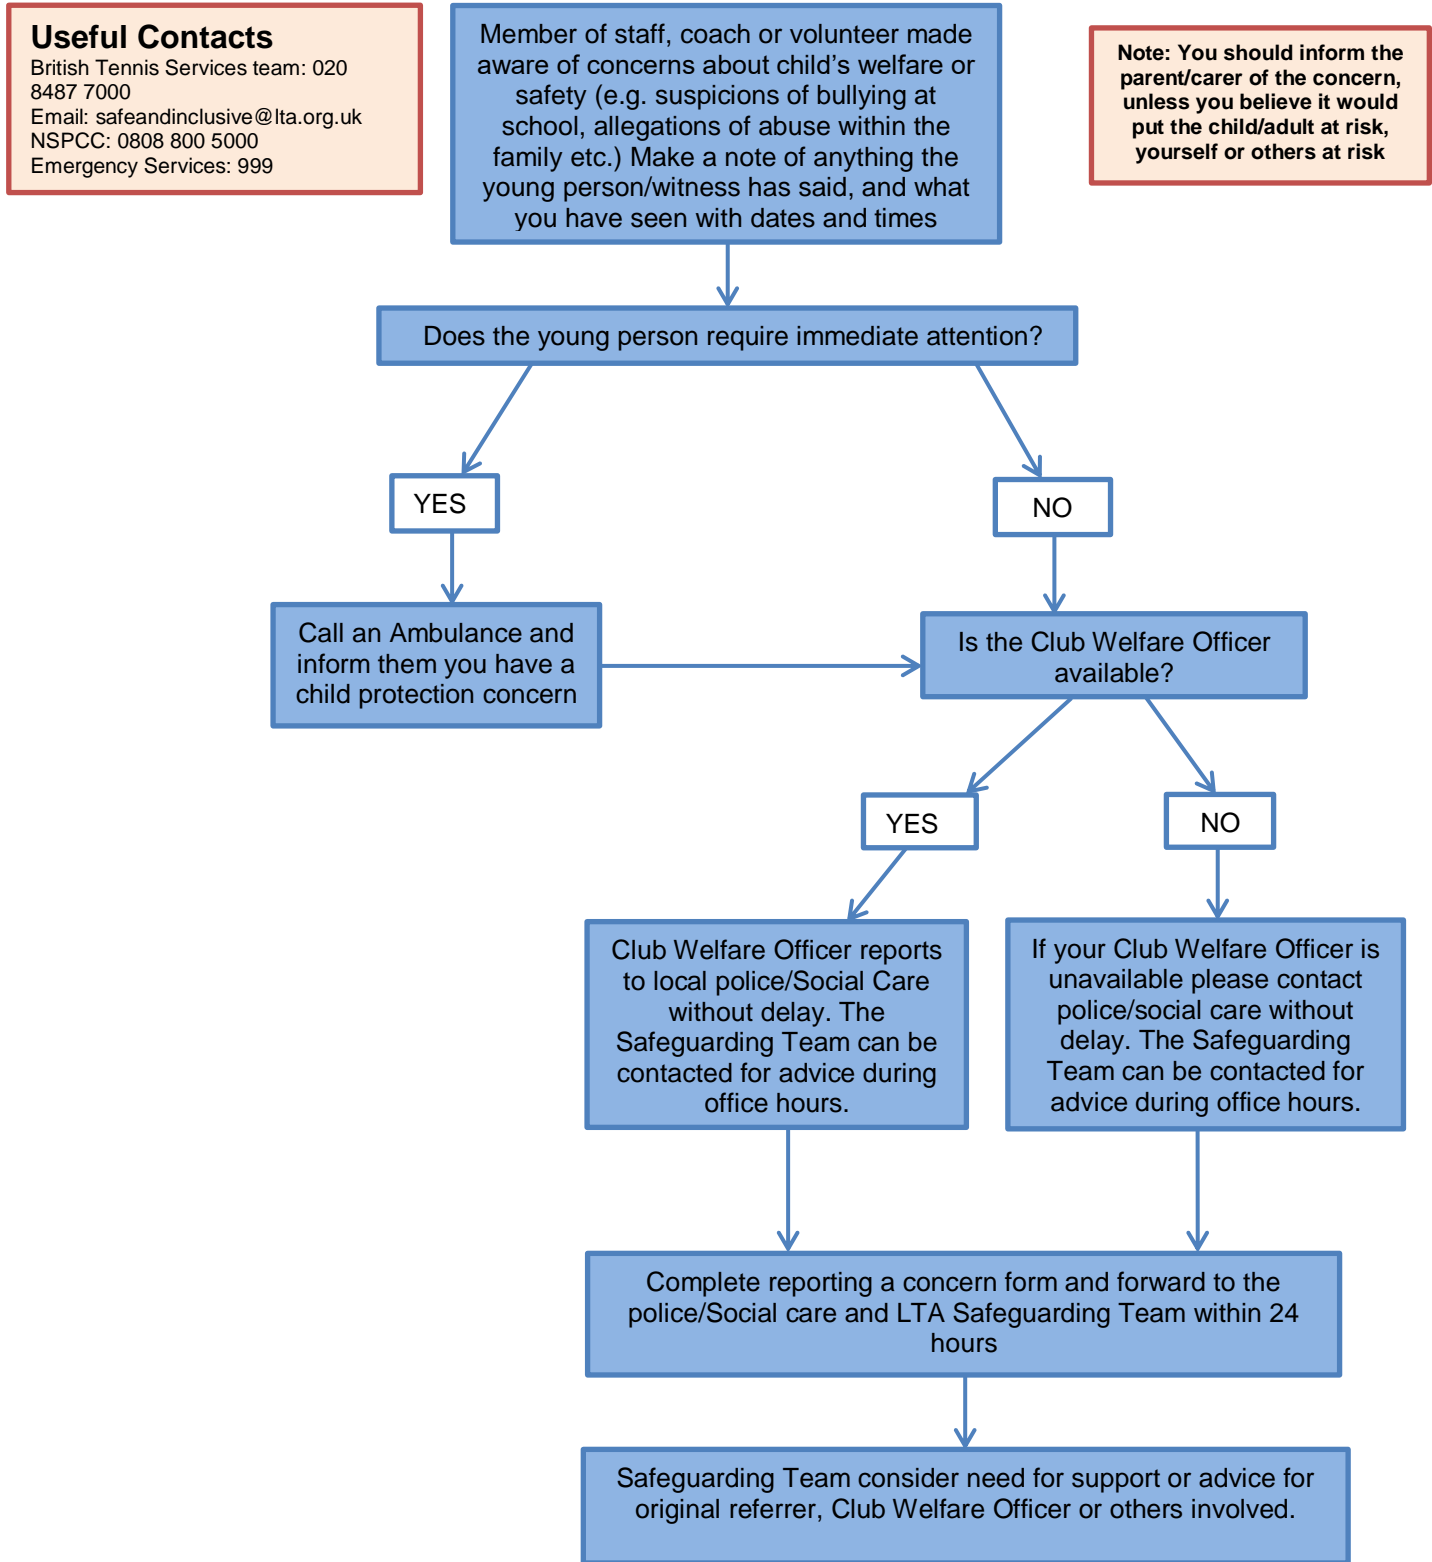 Useful Contacts
British Tennis Services team: 020
8487 7000
Email: safeandinclusive@lta.org.uk
NSPCC: 0808 800 5000
Emergency Services: 999
Member of staff, coach or volunteer made
aware of concerns about child’s welfare or
safety (e.g. suspicions of bullying at
school, allegations of abuse within the
family etc.) Make a note of anything the
young person/witness has said, and what
you have seen with dates and times
Note: You should inform the
parent/carer of the concern,
unless you believe it would
put the child/adult at risk,
yourself or others at risk
Does the young person require immediate attention?
YES
NO
Call an Ambulance and
inform them you have a
child protection concern
Is the Club Welfare Officer
available?
YES
NO
Club Welfare Officer reports
to local police/Social Care
without delay. The
Safeguarding Team can be
contacted for advice during
office hours.
If your Club Welfare Officer is
unavailable please contact
police/social care without
delay. The Safeguarding
Team can be contacted for
advice during office hours.
Complete reporting a concern form and forward to the
police/Social care and LTA Safeguarding Team within 24
hours
Safeguarding Team consider need for support or advice for
original referrer, Club Welfare Officer or others involved.